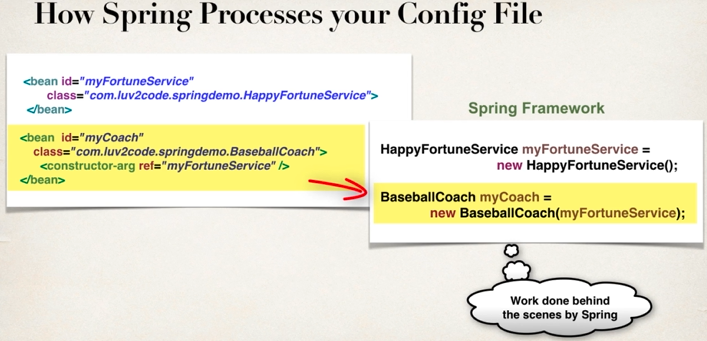 How Spring Processes your Config File
<bean id="myFortuneService"
class="com.luv2code.springdemo.HappyFortuneService">
</bean>
<bean id="myCoach"
class="com.luv2code.springdemo.BaseballCoach">
<constructor-arg ref="myFortuneService" />
</bean>
Spring Framework
HappyFortuneService myFortuneService =
new HappyFortuneService();
BaseballCoach myCoach =
new BaseballCoach(myFortuneService);
Work done behind
the scenes by Spring